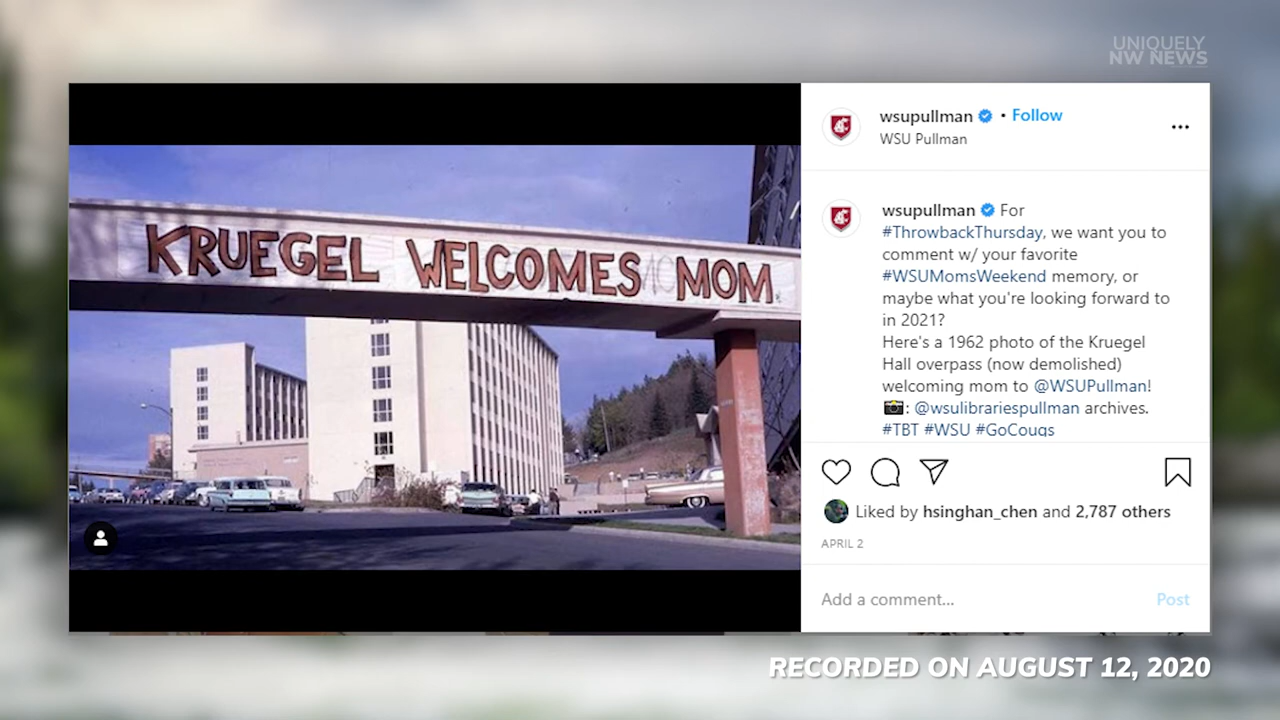 UNIQUELY
NW NEWS
KRUEGEL WELCOMES MOM
wsupullman • Follow
WSU Pullman
wsupullman For
#ThrowbackThursday, we want you to
comment w/ your favorite
#WSUMomsWeekend memory, or
maybe what you're looking forward to
in 2021?
Here's a 1962 photo of the Kruegel
Hall overpass (now demolished)
welcoming mom to @WSUPullman!
📷: @wsulibrariespullman archives.
#TBT #WSU #GoCougs
Liked by hsinghan_chen and 2,787 others
APRIL 2
Add a comment... Post
RECORDED ON AUGUST 12, 2020